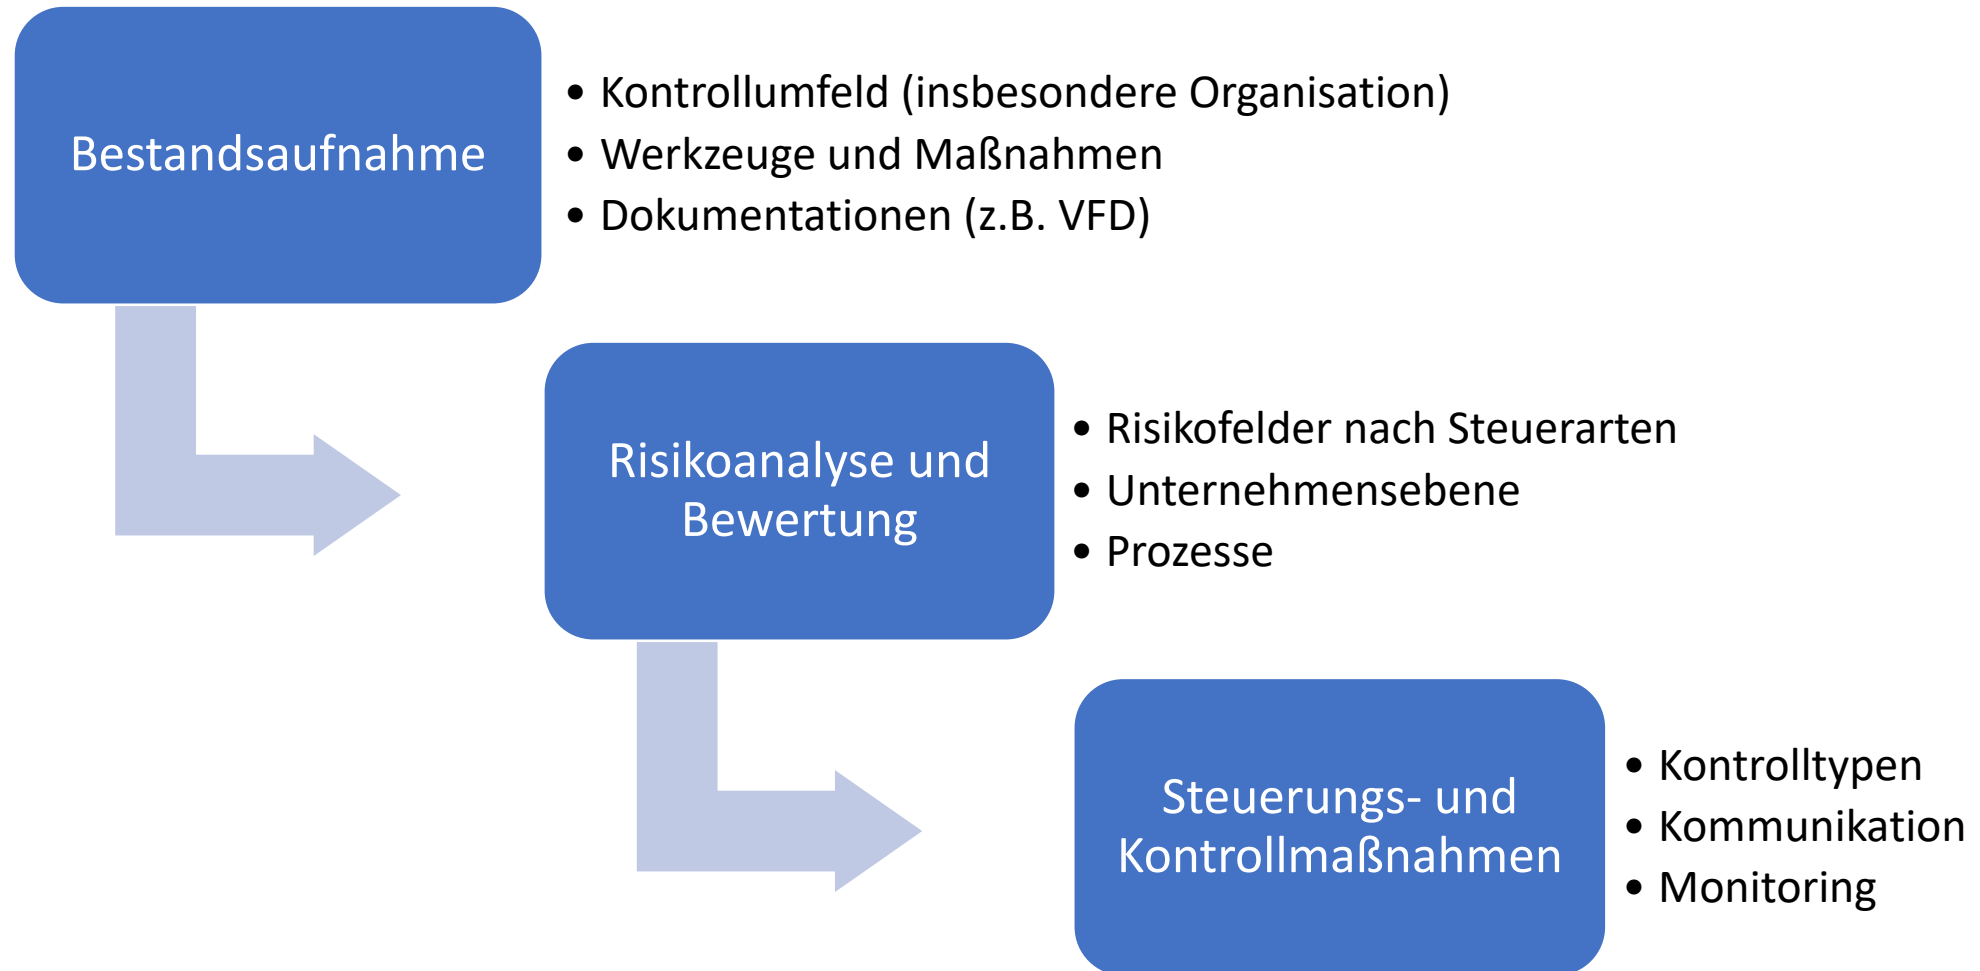 Bestandsaufnahme
• Kontrollumfeld (insbesondere Organisation)
• Werkzeuge und Maßnahmen
• Dokumentationen (z.B. VFD)
Risikoanalyse und
Bewertung
• Risikofelder nach Steuerarten
• Unternehmensebene
• Prozesse
Steuerungs- und
Kontrollmaßnahmen
• Kontrolltypen
• Kommunikation
• Monitoring